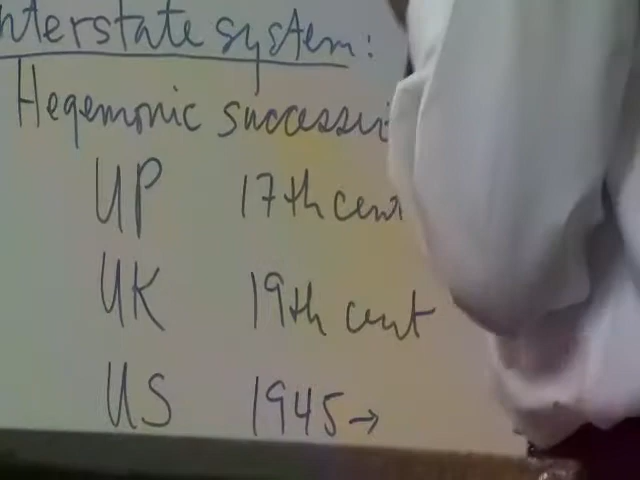 nterstate system:
Hegemonic successi
UP 17th cent
UK 19th cent
US 1945→